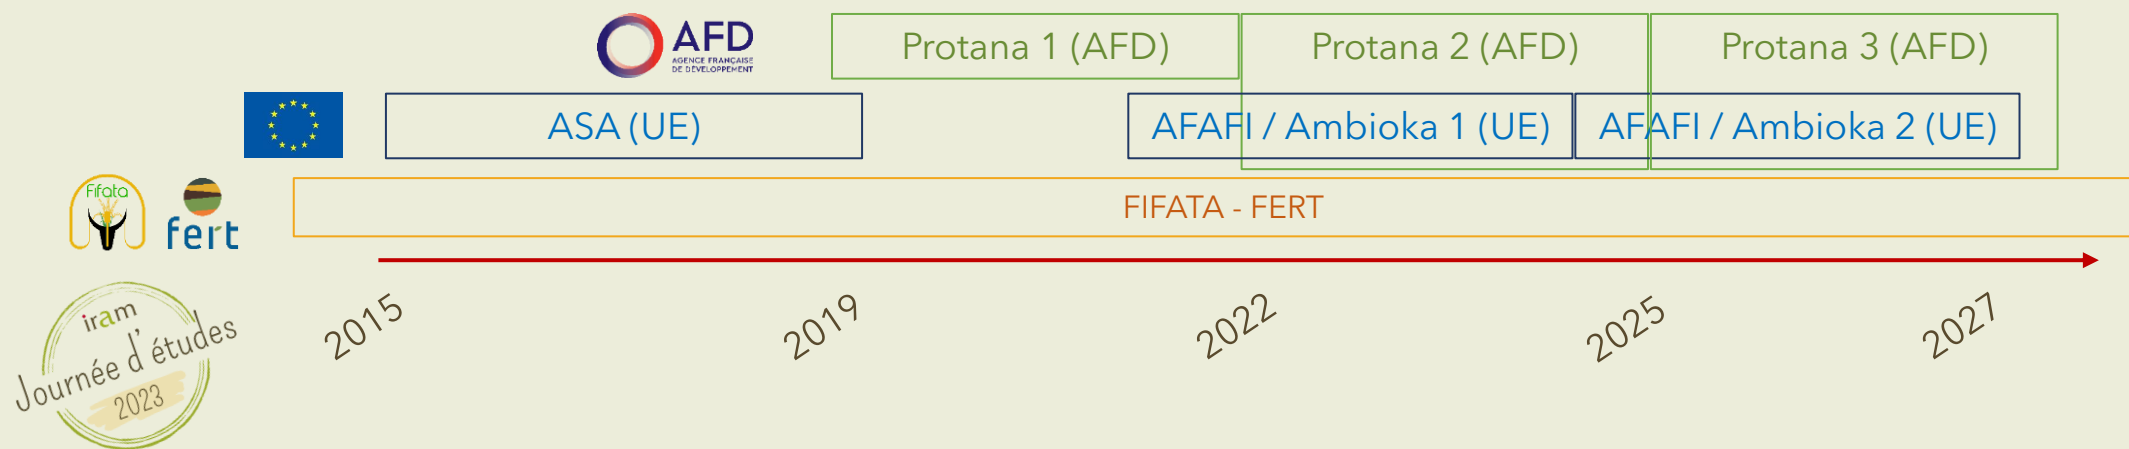 AFD
AGENCE FRANÇAISE
DE DÉVELOPPEMENT
Protana 1 (AFD)
Protana 2 (AFD)
Protana 3 (AFD)
ASA (UE)
AFAFI / Ambioka 1 (UE)
AFAFI / Ambioka 2 (UE)
Fifata
fert
FIFATA - FERT
iram
Journée d'études
2023
2015
2019
2022
2025
2027